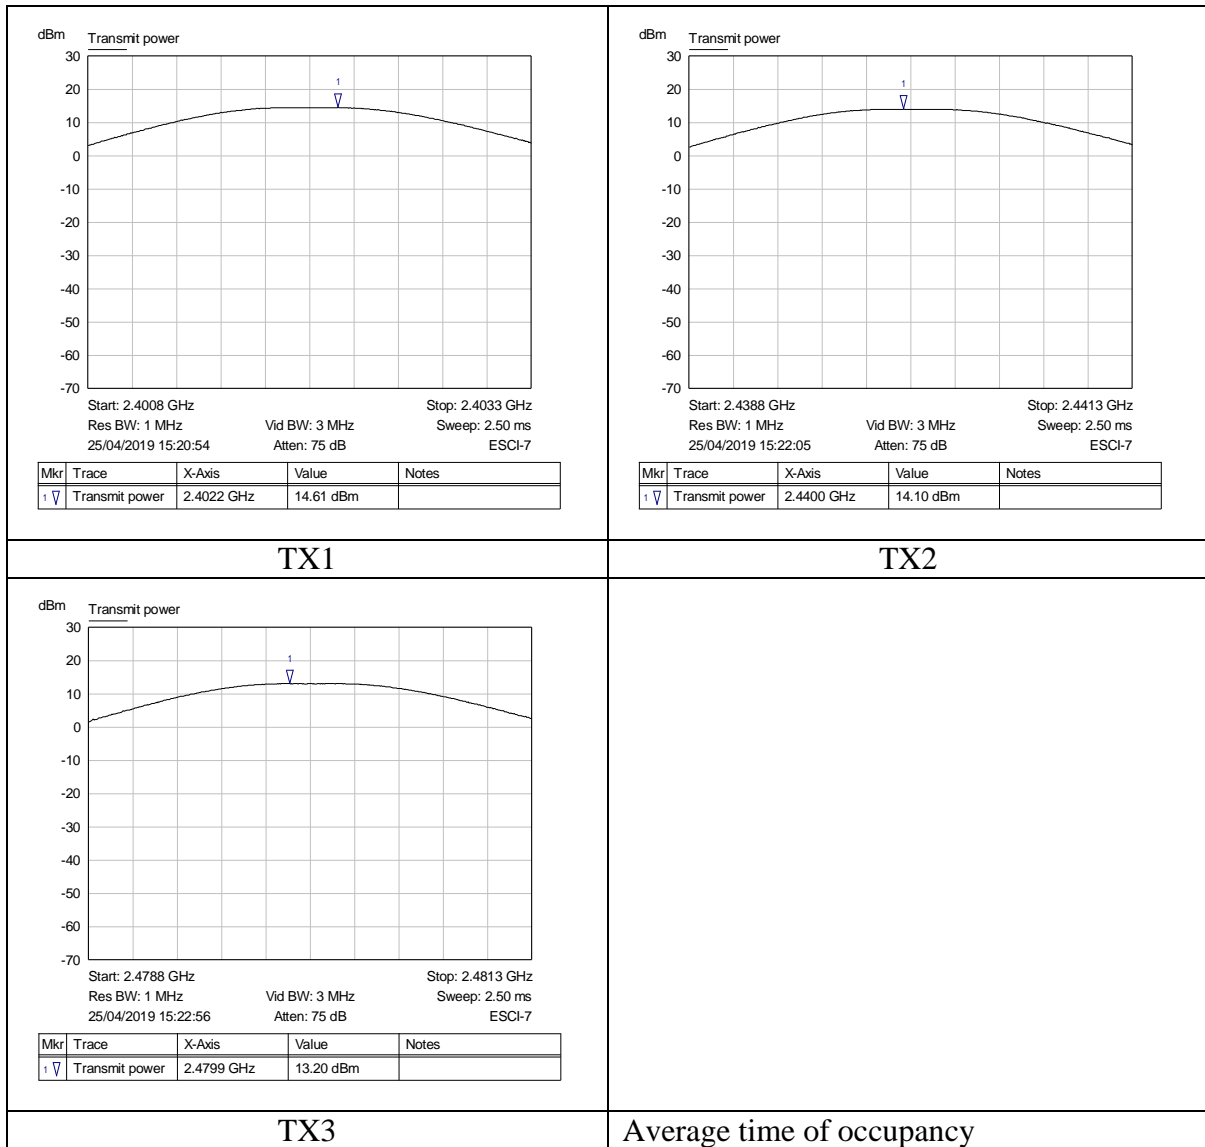 dBm Transmit power
30
20
10
0
-10
-20
-30
-40
-50
-60
-70
1
Start: 2.4008 GHz Stop: 2.4033 GHz
Res BW: 1 MHz Vid BW: 3 MHz Sweep: 2.50 ms
25/04/2019 15:20:54 Atten: 75 dB ESCI-7
Mkr Trace X-Axis Value Notes
1 Transmit power 2.4022 GHz 14.61 dBm
TX1
dBm Transmit power
30
20
10
0
-10
-20
-30
-40
-50
-60
-70
1
Start: 2.4388 GHz Stop: 2.4413 GHz
Res BW: 1 MHz Vid BW: 3 MHz Sweep: 2.50 ms
25/04/2019 15:22:05 Atten: 75 dB ESCI-7
Mkr Trace X-Axis Value Notes
1 Transmit power 2.4400 GHz 14.10 dBm
TX2
dBm Transmit power
30
20
10
0
-10
-20
-30
-40
-50
-60
-70
1
Start: 2.4788 GHz Stop: 2.4813 GHz
Res BW: 1 MHz Vid BW: 3 MHz Sweep: 2.50 ms
25/04/2019 15:22:56 Atten: 75 dB ESCI-7
Mkr Trace X-Axis Value Notes
1 Transmit power 2.4799 GHz 13.20 dBm
TX3
Average time of occupancy